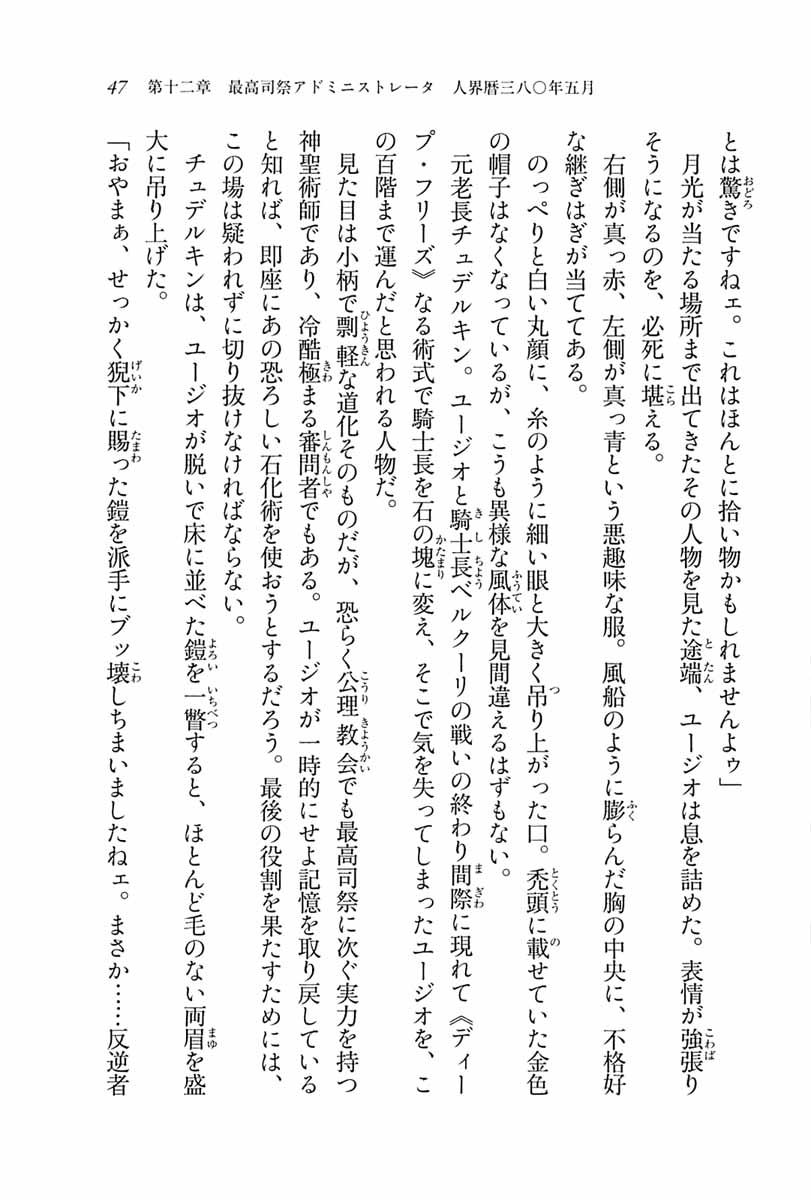 47　第十二章　最高司祭アドミニストレータ　人界暦三八〇年五月
とは驚きですねェ。これはほんとに拾い物かもしれませんよゥ」
　月光が当たる場所まで出てきたその人物を見た途端、ユージオは息を詰めた。表情が強張り
そうになるのを、必死に堪える。
　右側が真っ赤、左側が真っ青という悪趣味な服。風船のように膨らんだ胸の中央に、不格好
な継ぎはぎが当ててある。
　のっぺりと白い丸顔に、糸のように細い眼と大きく吊り上がった口。禿頭に載せていた金色
の帽子はなくなっているが、こうも異様な風体を見間違えるはずもない。
　元老長チュデルキン。ユージオと騎士長ベルクーリの戦いの終わり間際に現れて《ディー
プ・フリーズ》なる術式で騎士長を石の塊に変え、そこで気を失ってしまったユージオを、こ
の百階まで運んだと思われる人物だ。
　見た目は小柄で剽軽な道化そのものだが、恐らく公理教会でも最高司祭に次ぐ実力を持つ
神聖術師であり、冷酷極まる審問者でもある。ユージオが一時的にせよ記憶を取り戻している
と知れば、即座にあの恐ろしい石化術を使おうとするだろう。最後の役割を果たすためには、
この場は疑われずに切り抜けなければならない。
　チュデルキンは、ユージオが脱いで床に並べた鎧を一瞥すると、ほとんど毛のない両眉を盛
大に吊り上げた。
「おやまぁ、せっかく猊下に賜った鎧を派手にブッ壊しちまいましたねェ。まさか……反逆者